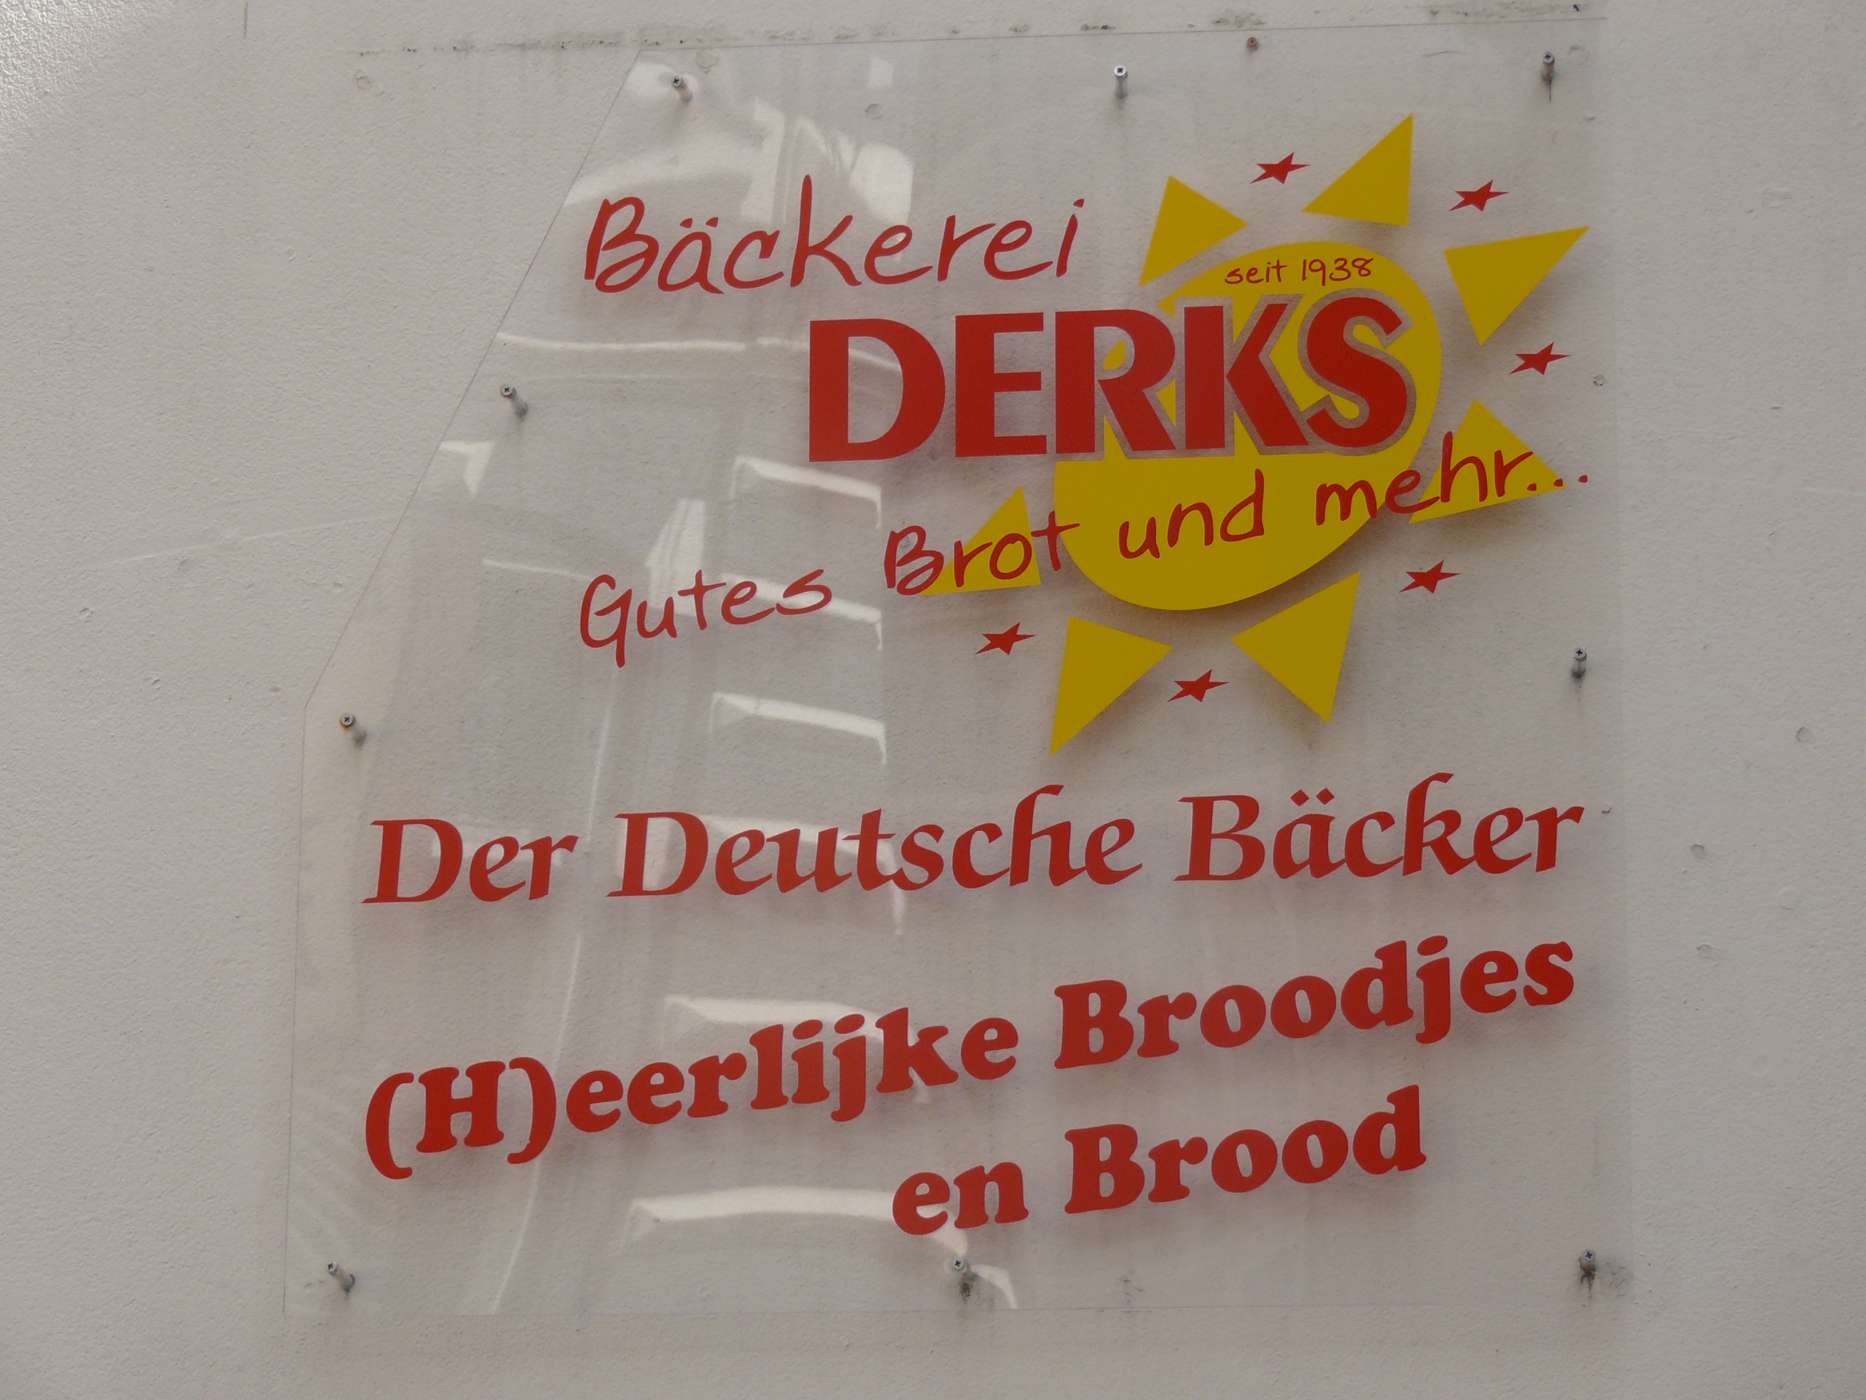 Bäckerei
seit 1938
DERKS
Gutes Brot und mehr...
Der Deutsche Bäcker
(H)eerlijke Broodjes
en Brood